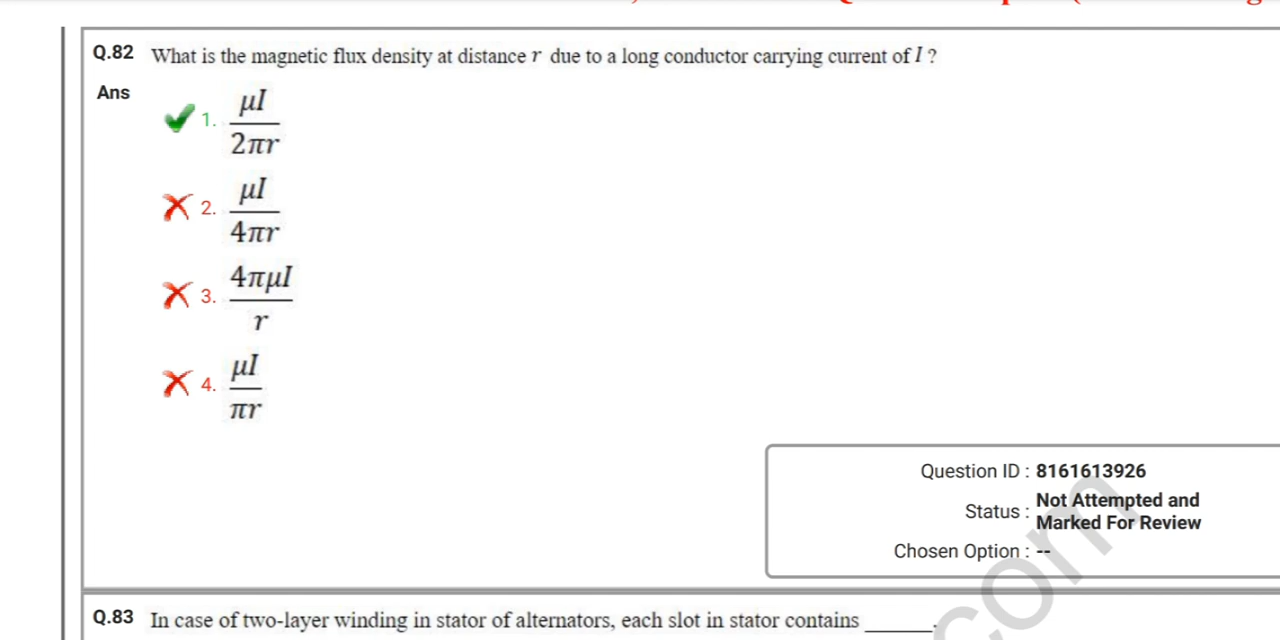 Q.82 What is the magnetic flux density at distance r due to a long conductor carrying current of I ?
Ans
1. μI
2πr
2. μI
4πr
3. 4πμI
r
4. μI
πr
Question ID : 8161613926
Status : Not Attempted and
Marked For Review
Chosen Option : --
com
Q.83 In case of two-layer winding in stator of alternators, each slot in stator contains ______.